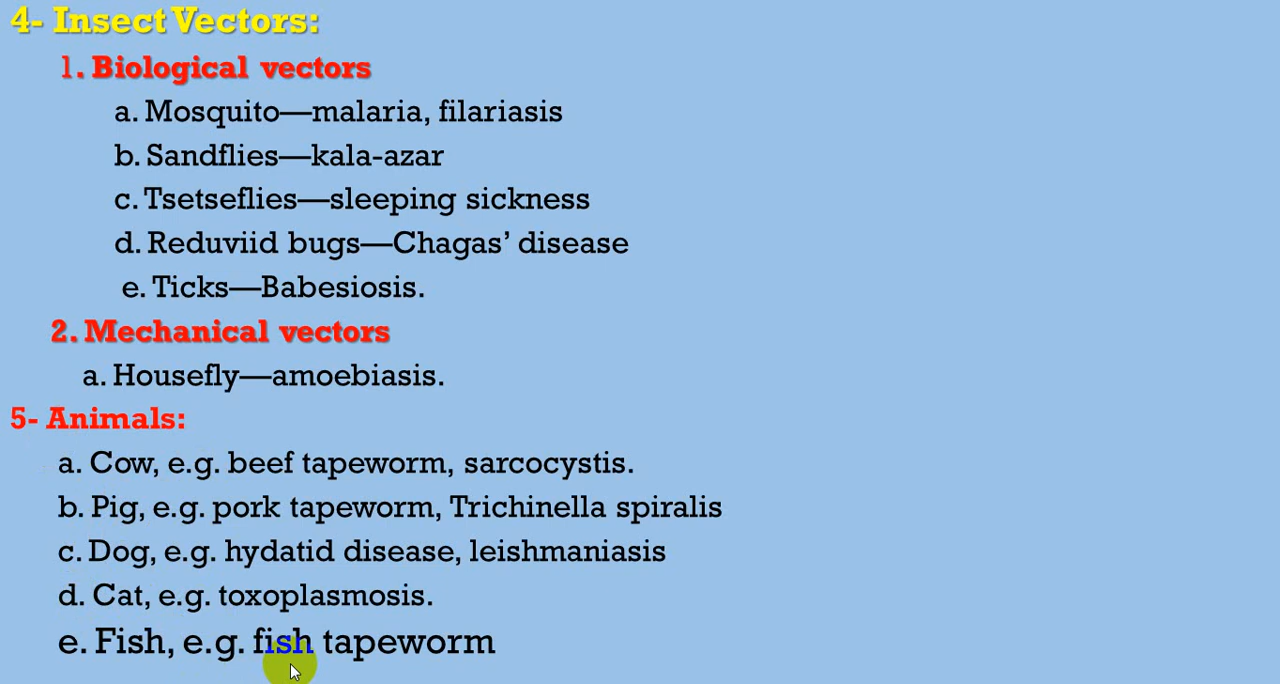 4- Insect Vectors:
1. Biological vectors
a. Mosquito—malaria, filariasis
b. Sandflies—kala-azar
c. Tsetseflies—sleeping sickness
d. Reduviid bugs—Chagas’ disease
e. Ticks—Babesiosis.
2. Mechanical vectors
a. Housefly—amoebiasis.
5- Animals:
a. Cow, e.g. beef tapeworm, sarcocystis.
b. Pig, e.g. pork tapeworm, Trichinella spiralis
c. Dog, e.g. hydatid disease, leishmaniasis
d. Cat, e.g. toxoplasmosis.
e. Fish, e.g. fish tapeworm